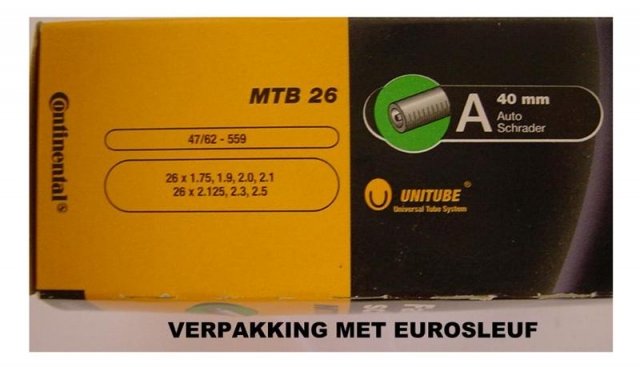 Continental®
MTB 26
47/62 - 559
26 x 1.75, 1.9, 2.0, 2.1
26 x 2.125, 2.3, 2.5
A
40 mm
Auto
Schrader
UNITUBE®
Universal Tube System
VERPAKKING MET EUROSLEUF